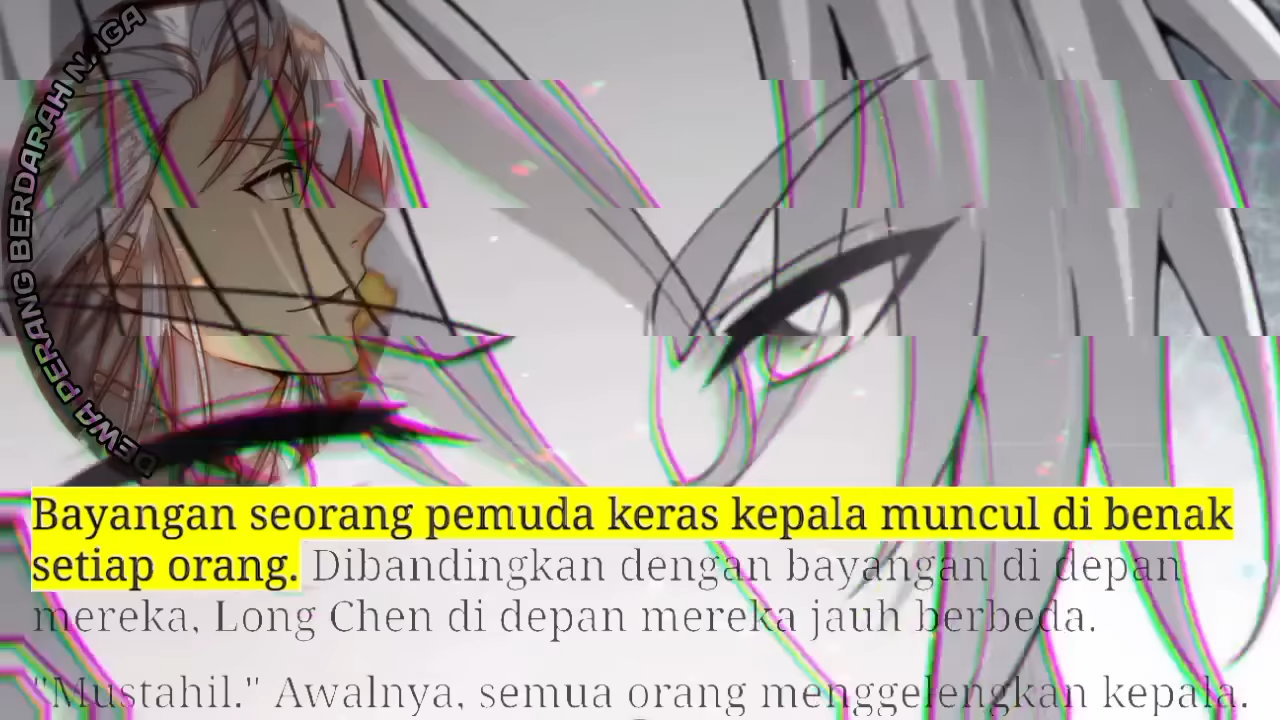 DEWA PERANG BERDARAH NAGA
Bayangan seorang pemuda keras kepala muncul di benak
setiap orang. Dibandingkan dengan bayangan di depan
mereka, Long Chen di depan mereka jauh berbeda.
"Mustahil." Awalnya, semua orang menggelengkan kepala.